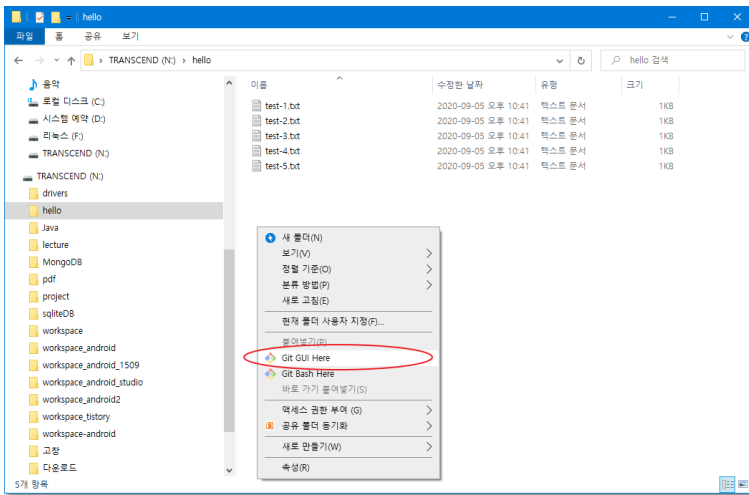 hello
파일 홈 공유 보기
TRANSCEND (N:) › hello
hello 검색
이름 수정한 날짜 유형 크기
음악
로컬 디스크 (C:)
시스템 예약 (D:)
리눅스 (F:)
TRANSCEND (N:)
TRANSCEND (N:)
drivers
hello
Java
lecture
MongoDB
pdf
project
sqliteDB
workspace
workspace_android
workspace_android_1509
workspace_android_studio
workspace_android2
workspace_tistory
workspace-android
고창
다운로드
test-1.txt 2020-09-05 오후 10:41 텍스트 문서 1KB
test-2.txt 2020-09-05 오후 10:41 텍스트 문서 1KB
test-3.txt 2020-09-05 오후 10:41 텍스트 문서 1KB
test-4.txt 2020-09-05 오후 10:41 텍스트 문서 1KB
test-5.txt 2020-09-05 오후 10:41 텍스트 문서 1KB
새 폴더(N)
보기(V)
정렬 기준(O)
분류 방법(P)
새로 고침(E)
현재 폴더 사용자 지정(F)...
붙여넣기(P)
Git GUI Here
Git Bash Here
바로 가기 붙여넣기(S)
액세스 권한 부여 (G)
공유 폴더 동기화
새로 만들기(W)
속성(R)
5개 항목